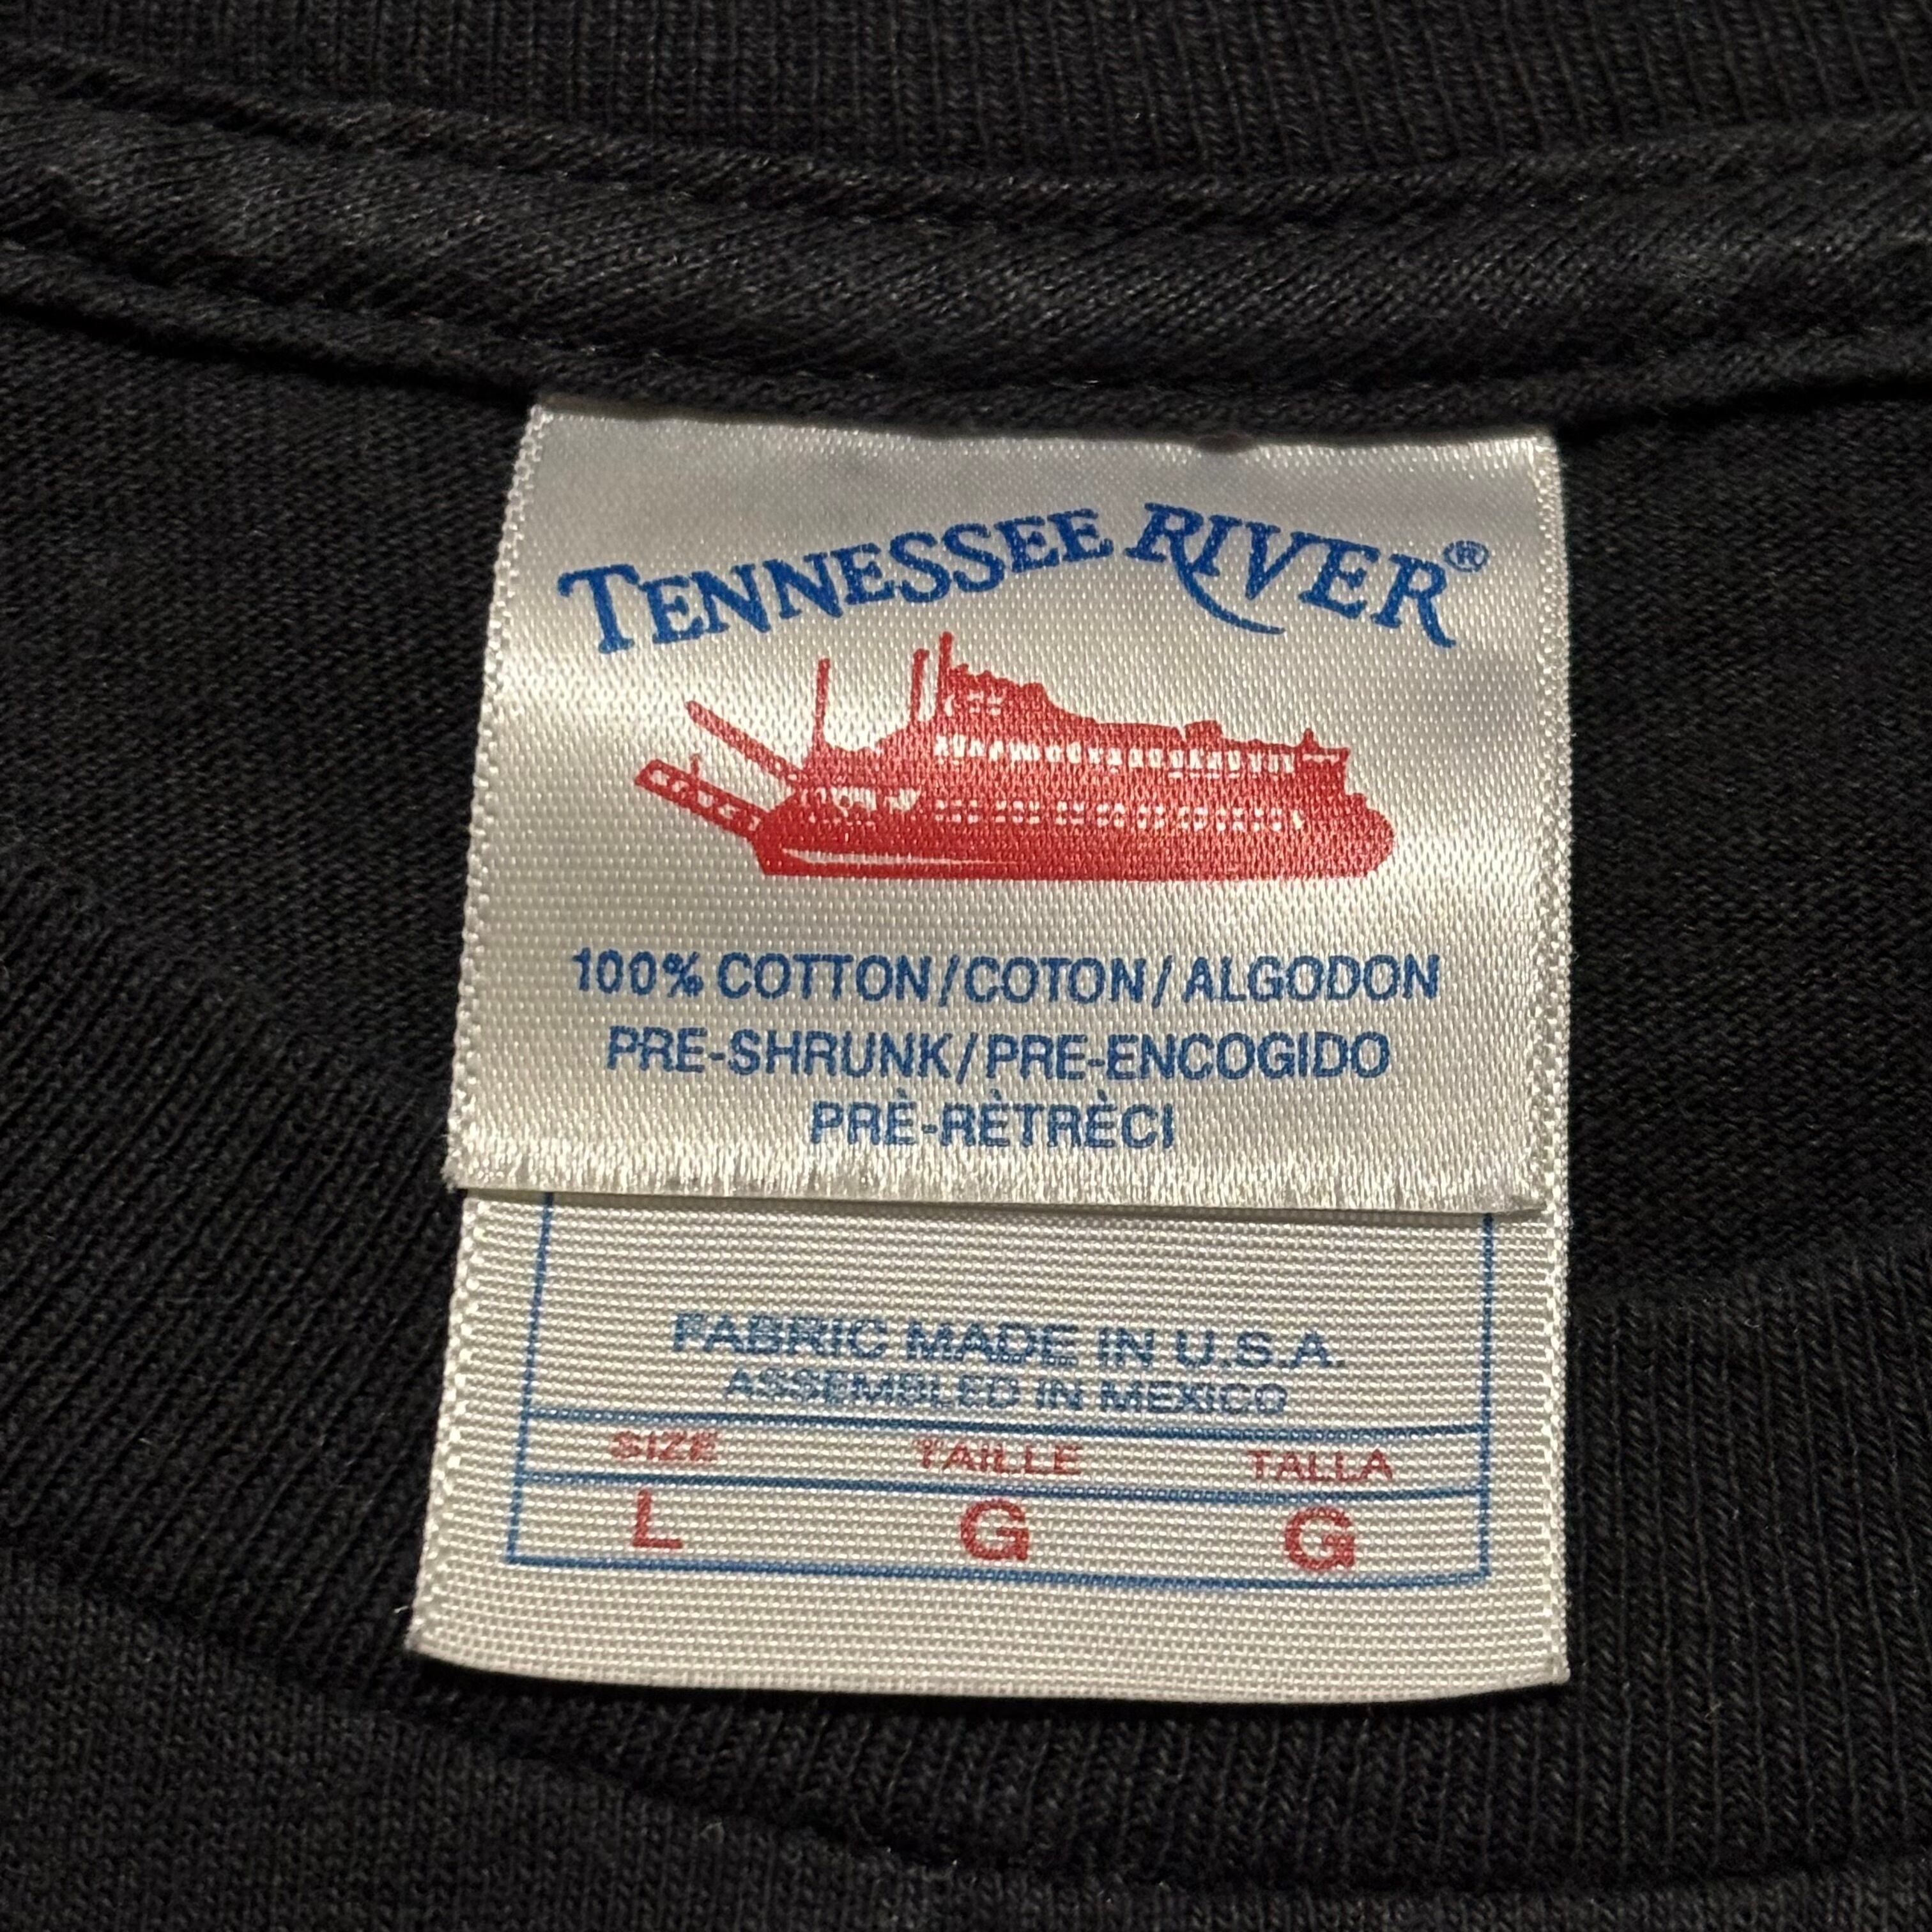 TENNESSEE RIVER®
100% COTTON/COTON/ALGODON
PRE-SHRUNK/PRE-ENCOGIDO
PRÈ-RÈTRÈCI
FABRIC MADE IN U.S.A.
ASSEMBLED IN MEXICO
SIZE TAILLE TALLA
L G G